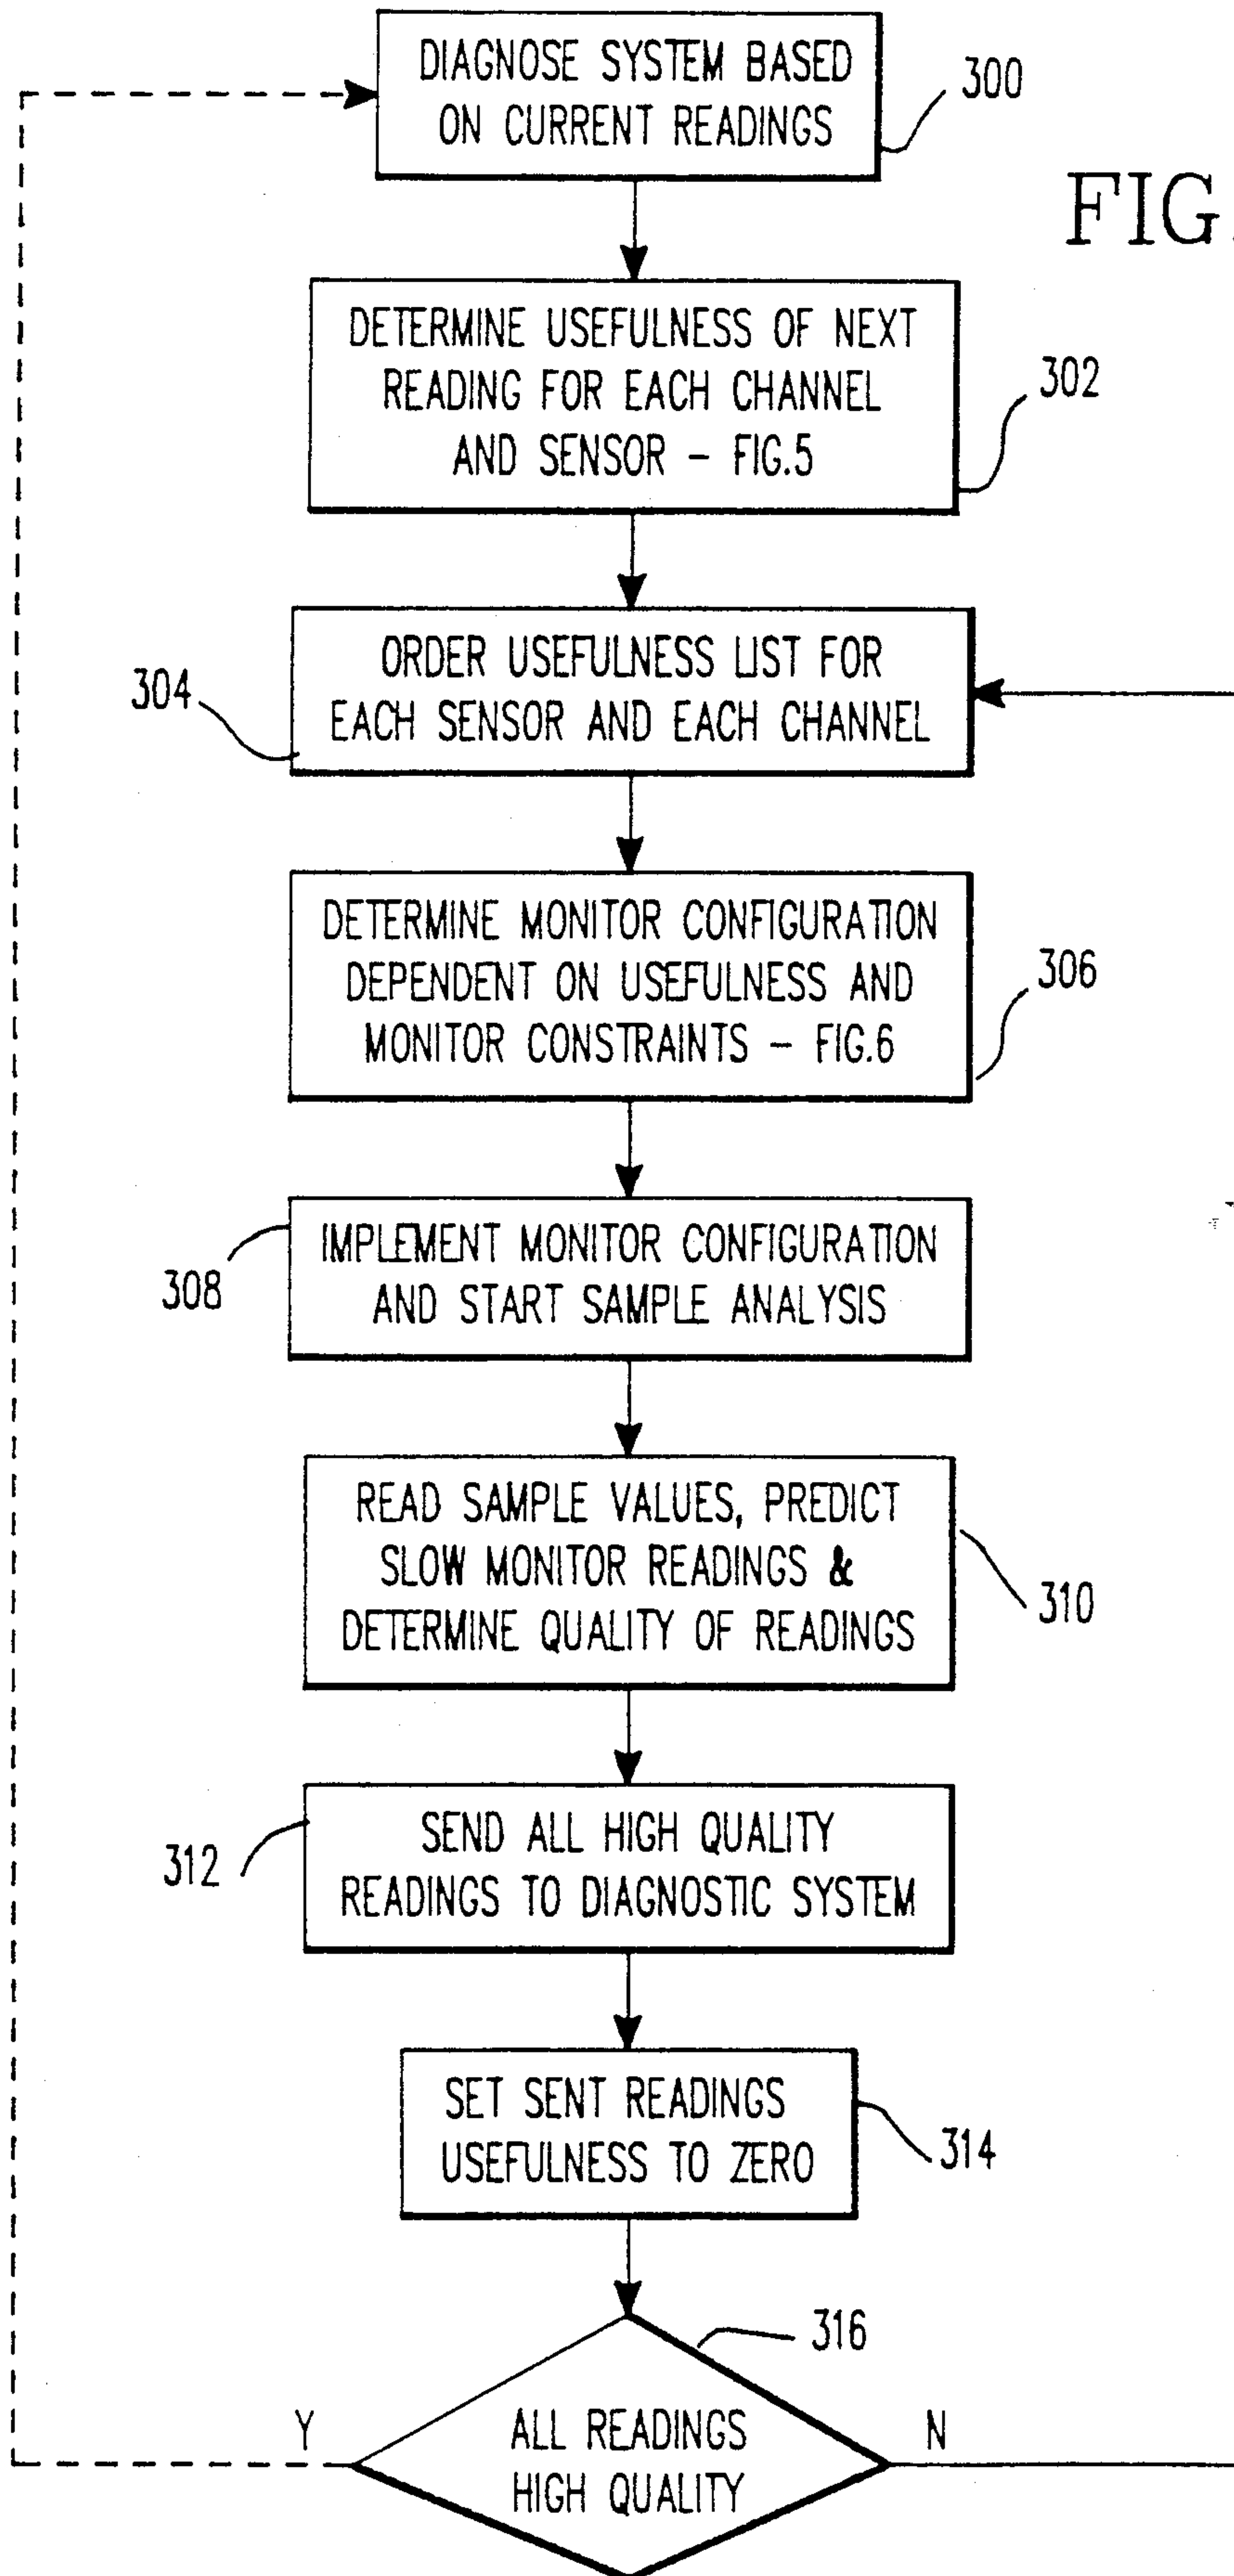 DIAGNOSE SYSTEM BASED
ON CURRENT READINGS
300
FIG.
DETERMINE USEFULNESS OF NEXT
READING FOR EACH CHANNEL
AND SENSOR – FIG.5
302
ORDER USEFULNESS LIST FOR
EACH SENSOR AND EACH CHANNEL
304
DETERMINE MONITOR CONFIGURATION
DEPENDENT ON USEFULNESS AND
MONITOR CONSTRAINTS – FIG.6
306
IMPLEMENT MONITOR CONFIGURATION
AND START SAMPLE ANALYSIS
308
READ SAMPLE VALUES, PREDICT
SLOW MONITOR READINGS &
DETERMINE QUALITY OF READINGS
310
SEND ALL HIGH QUALITY
READINGS TO DIAGNOSTIC SYSTEM
312
SET SENT READINGS
USEFULNESS TO ZERO
314
316
Y
ALL READINGS
HIGH QUALITY
N